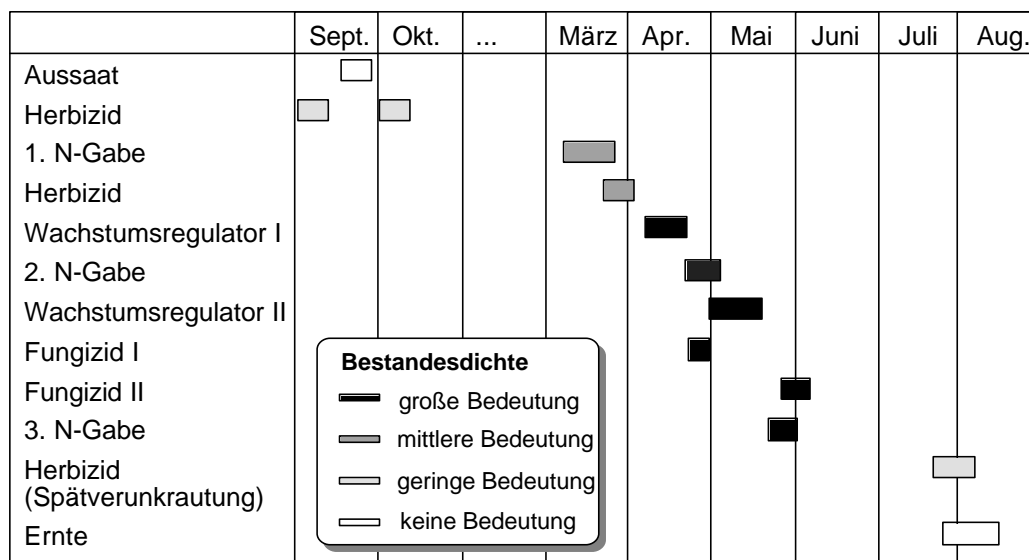 Sept. Okt. ... März Apr. Mai Juni Juli Aug.
Aussaat
Herbizid
1. N-Gabe
Herbizid
Wachstumsregulator I
2. N-Gabe
Wachstumsregulator II
Fungizid I
Fungizid II
3. N-Gabe
Herbizid
(Spätverunkrautung)
Ernte
Bestandesdichte
große Bedeutung
mittlere Bedeutung
geringe Bedeutung
keine Bedeutung